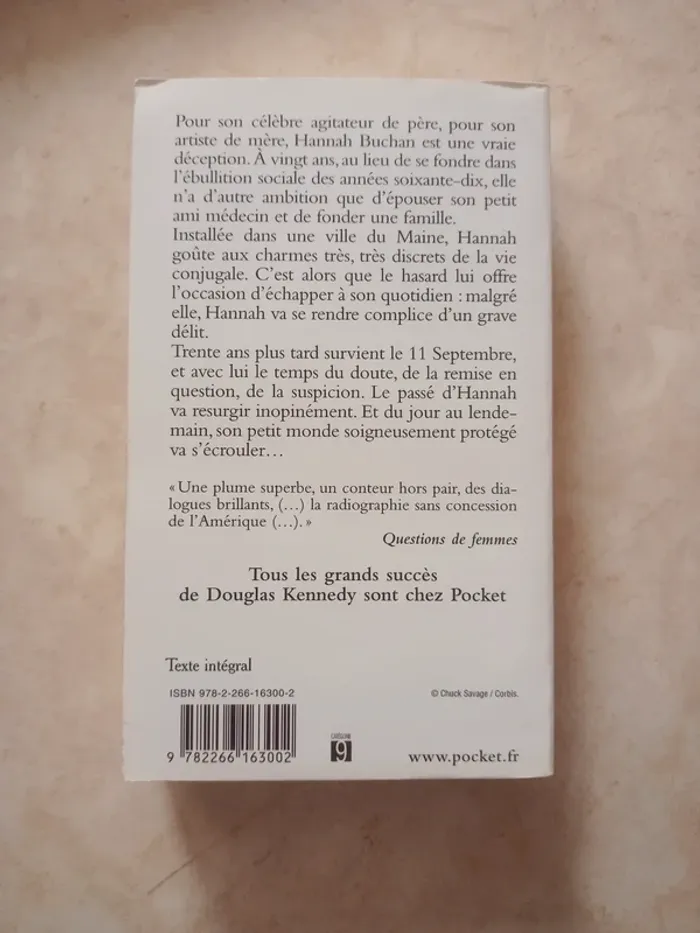 Pour son célèbre agitateur de père, pour son
artiste de mère, Hannah Buchan est une vraie
déception. À vingt ans, au lieu de se fondre dans
l'ébullition sociale des années soixante-dix, elle
n'a d'autre ambition que d'épouser son petit
ami médecin et de fonder une famille.
Installée dans une ville du Maine, Hannah
goûte aux charmes très, très discrets de la vie
conjugale. C'est alors que le hasard lui offre
l'occasion d'échapper à son quotidien : malgré
elle, Hannah va se rendre complice d'un grave
délit.
Trente ans plus tard survient le 11 Septembre,
et avec lui le temps du doute, de la remise en
question, de la suspicion. Le passé d'Hannah
va resurgir inopinément. Et du jour au lende-
main, son petit monde soigneusement protégé
va s'écrouler…
« Une plume superbe, un conteur hors pair, des dia-
logues brillants, (…) la radiographie sans concession
de l'Amérique (…). »
Questions de femmes
Tous les grands succès
de Douglas Kennedy sont chez Pocket
Texte intégral
ISBN 978-2-266-16300-2
© Chuck Savage / Corbis.
9 782266 163002
9
www.pocket.fr